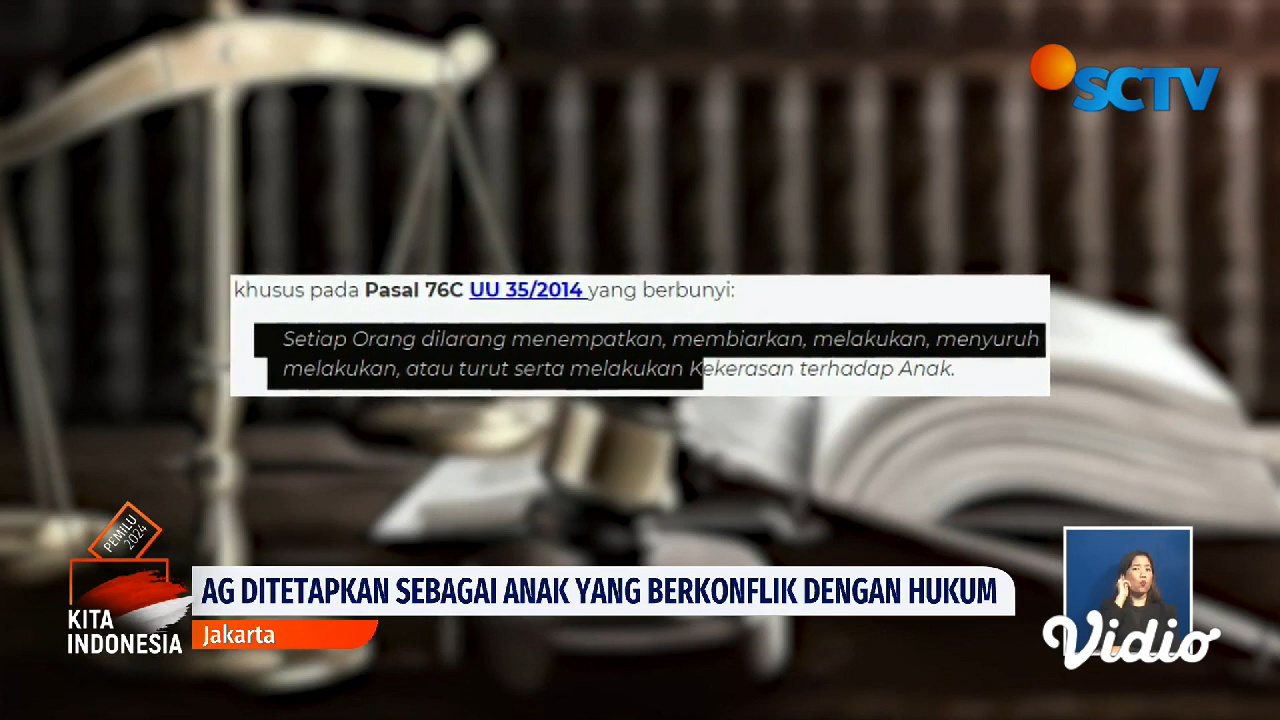 SCTV
khusus pada Pasal 76C UU 35/2014 yang berbunyi:
Setiap Orang dilarang menempatkan, membiarkan, melakukan, menyuruh
melakukan, atau turut serta melakukan Kekerasan terhadap Anak.
PEMILU
2024
KITA
INDONESIA
AG DITETAPKAN SEBAGAI ANAK YANG BERKONFLIK DENGAN HUKUM
Jakarta
Vidio